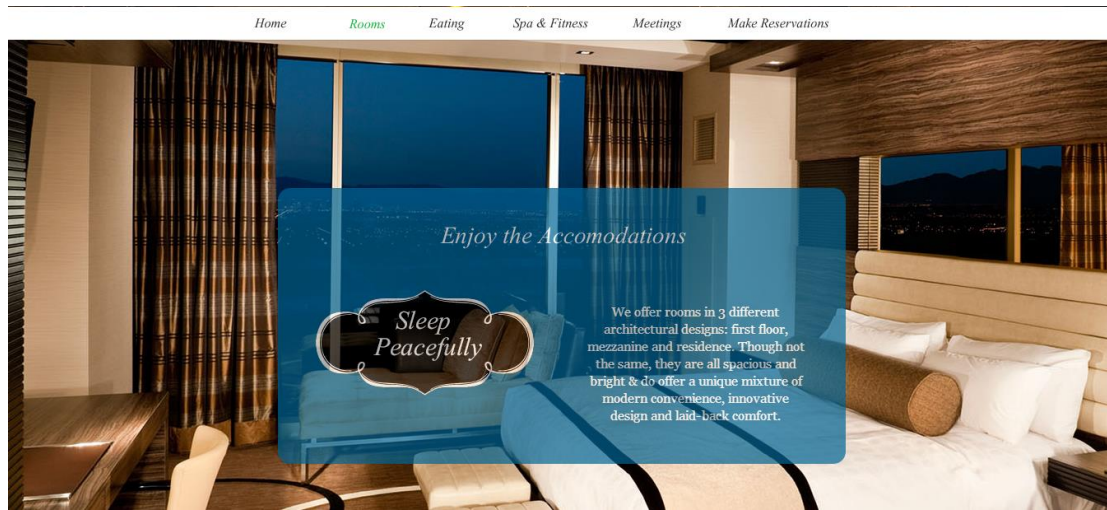 Home Rooms Eating Spa & Fitness Meetings Make Reservations
Enjoy the Accomodations
Sleep
Peacefully
We offer rooms in 3 different
architectural designs: first floor,
mezzanine and residence. Though not
the same, they are all spacious and
bright & do offer a unique mixture of
modern convenience, innovative
design and laid-back comfort.